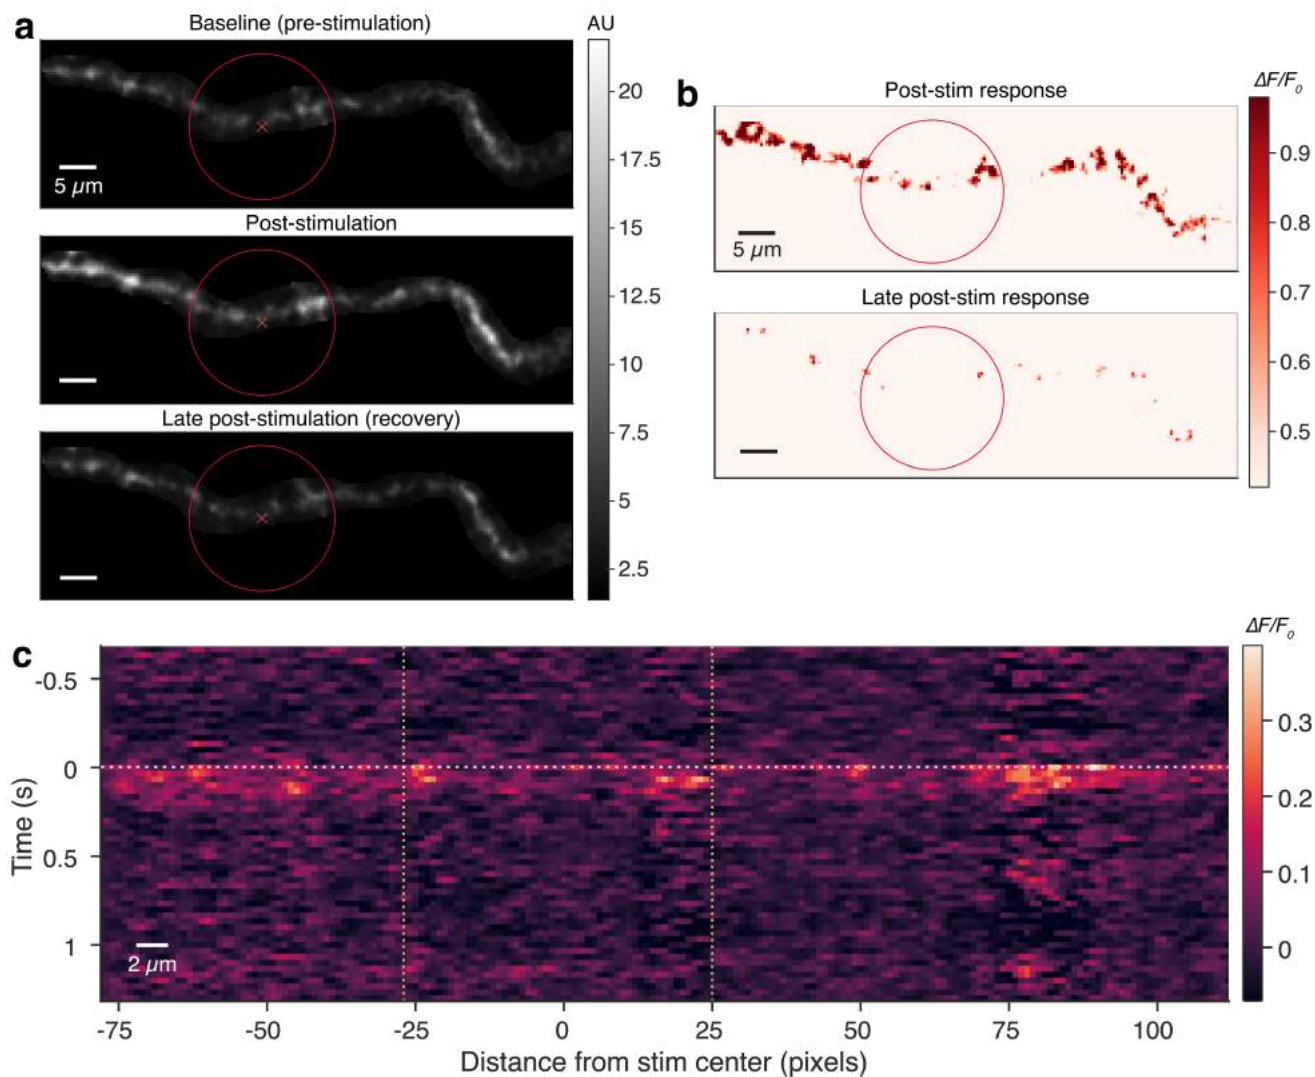 a
Baseline (pre-stimulation)
AU
5 μm
20
17.5
15
12.5
10
7.5
5
2.5
Post-stimulation
Late post-stimulation (recovery)
b
Post-stim response
ΔF/F₀
5 μm
0.9
0.8
0.7
0.6
0.5
Late post-stim response
c
ΔF/F₀
Time (s)
-0.5
0
0.5
1
2 μm
0.3
0.2
0.1
0
-75
-50
-25
0
25
50
75
100
Distance from stim center (pixels)